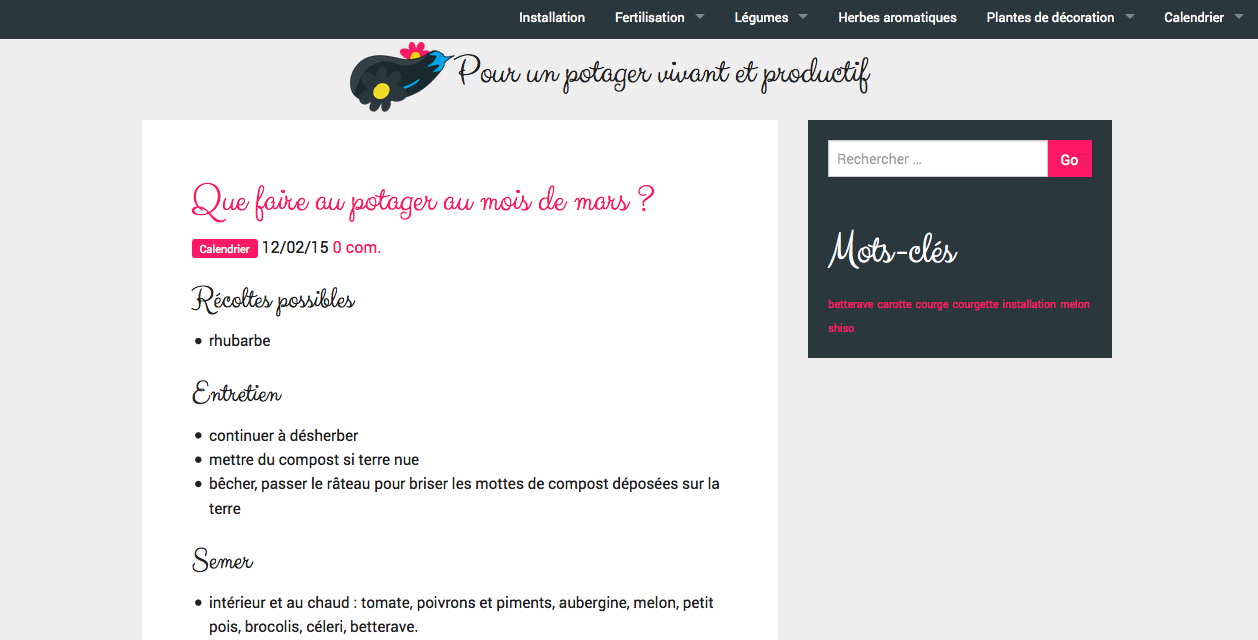 Installation Fertilisation Légumes Herbes aromatiques Plantes de décoration Calendrier
Pour un potager vivant et productif
Que faire au potager au mois de mars ?
Calendrier 12/02/15 0 com.
Récoltes possibles
• rhubarbe
Entretien
• continuer à désherber
• mettre du compost si terre nue
• bêcher, passer le râteau pour briser les mottes de compost déposées sur la
terre
Semer
• intérieur et au chaud : tomate, poivrons et piments, aubergine, melon, petit
pois, brocolis, céleri, betterave.
Rechercher ... Go
Mots-clés
betterave carotte courge courgette installation melon
shiso